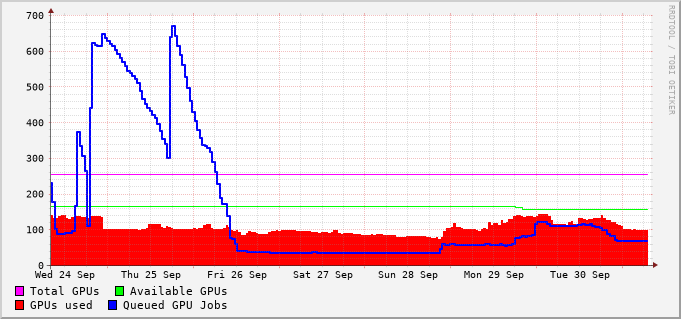 700
600
500
400
300
200
100
0
Wed 24 Sep Thu 25 Sep Fri 26 Sep Sat 27 Sep Sun 28 Sep Mon 29 Sep Tue 30 Sep
Total GPUs Available GPUs
GPUs used Queued GPU Jobs
RRDTOOL / TOBI OETIKER